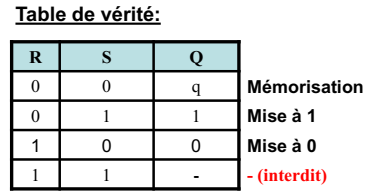 Table de vérité:
R S Q
0 0 q Mémorisation
0 1 1 Mise à 1
1 0 0 Mise à 0
1 1 - - (interdit)